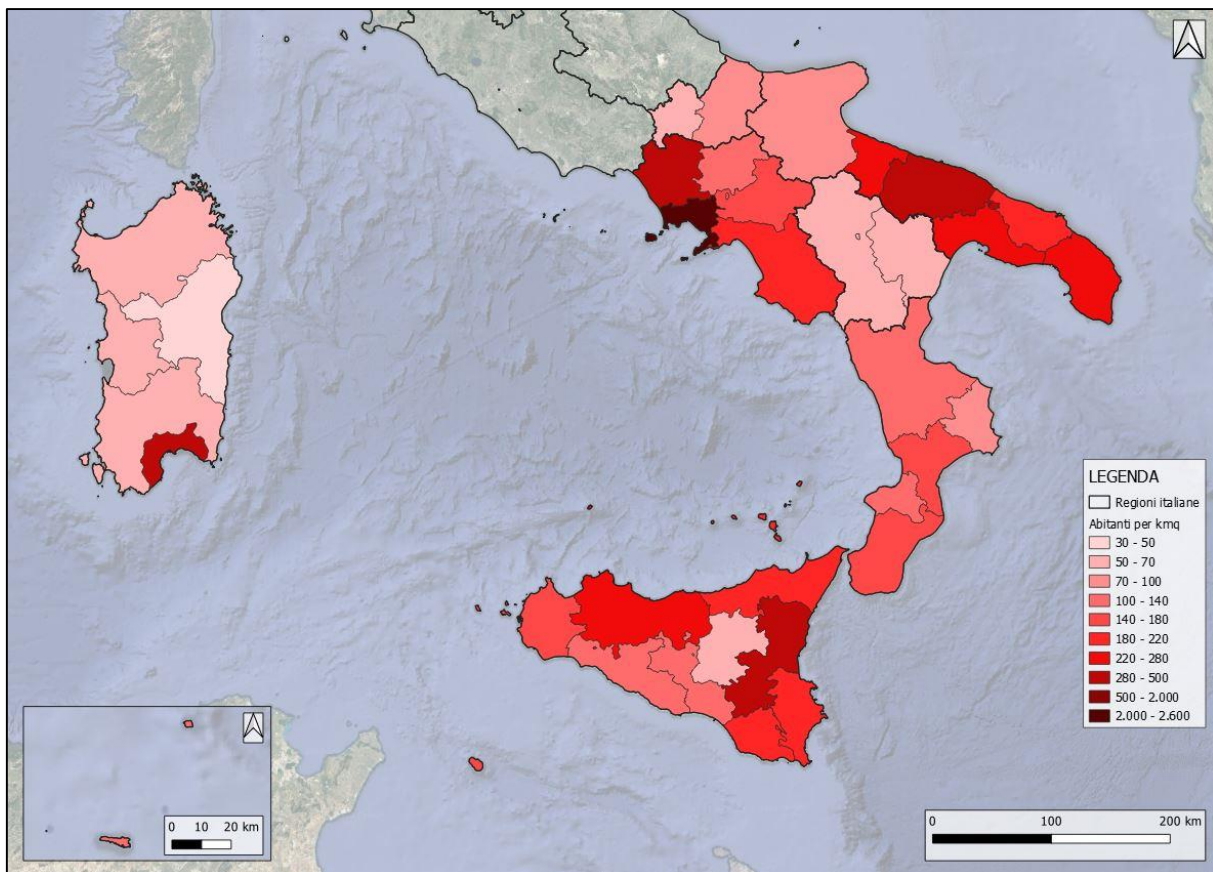 LEGENDA
Regioni italiane
Abitanti per kmq
30 - 50
50 - 70
70 - 100
100 - 140
140 - 180
180 - 220
220 - 280
280 - 500
500 - 2.000
2.000 - 2.600
0 10 20 km
0 100 200 km